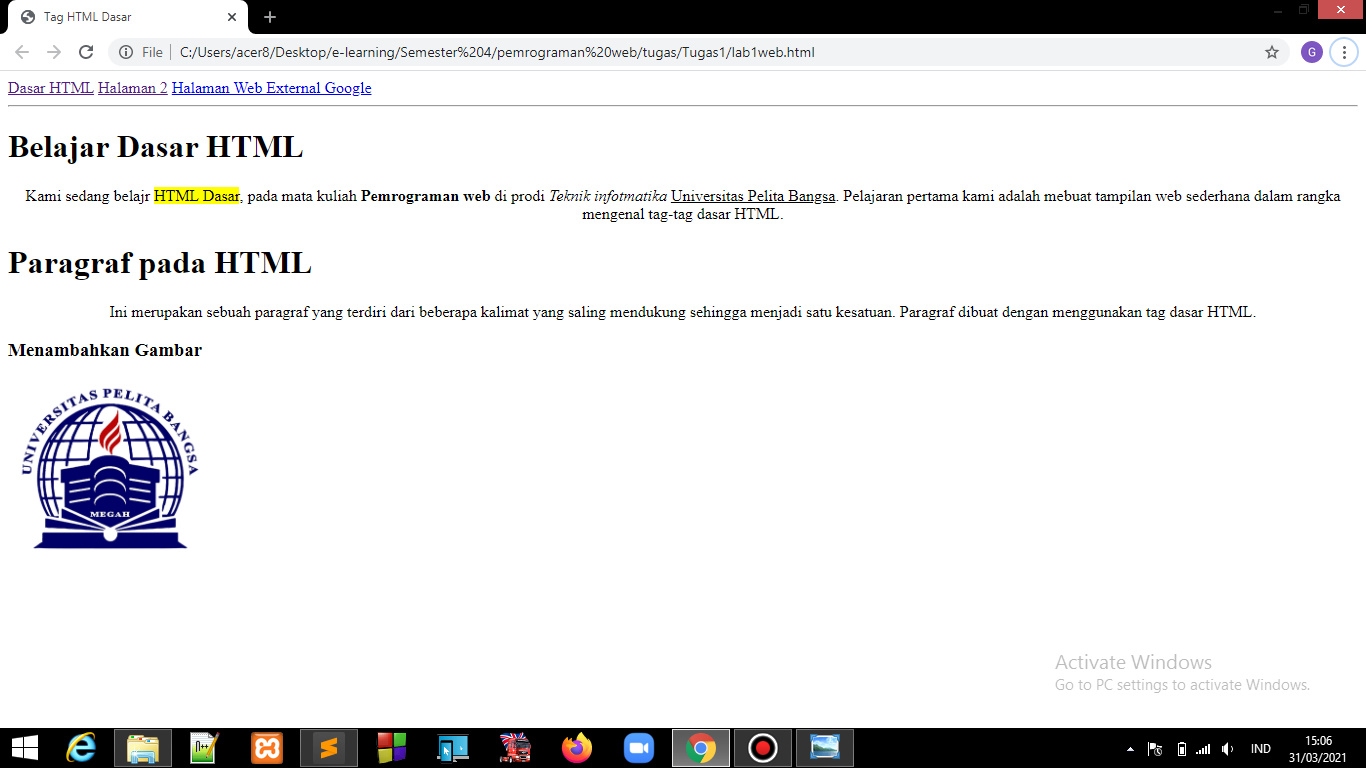 Tag HTML Dasar
File C:/Users/acer8/Desktop/e-learning/Semester%204/pemrograman%20web/tugas/Tugas1/lab1web.html
G
Dasar HTML Halaman 2 Halaman Web External Google
Belajar Dasar HTML
Kami sedang belajr HTML Dasar, pada mata kuliah Pemrograman web di prodi Teknik infotmatika Universitas Pelita Bangsa. Pelajaran pertama kami adalah mebuat tampilan web sederhana dalam rangka
mengenal tag-tag dasar HTML.
Paragraf pada HTML
Ini merupakan sebuah paragraf yang terdiri dari beberapa kalimat yang saling mendukung sehingga menjadi satu kesatuan. Paragraf dibuat dengan menggunakan tag dasar HTML.
Menambahkan Gambar
UNIVERSITAS PELITA BANGSA
MEGAH
Activate Windows
Go to PC settings to activate Windows.
IND
15:06
31/03/2021